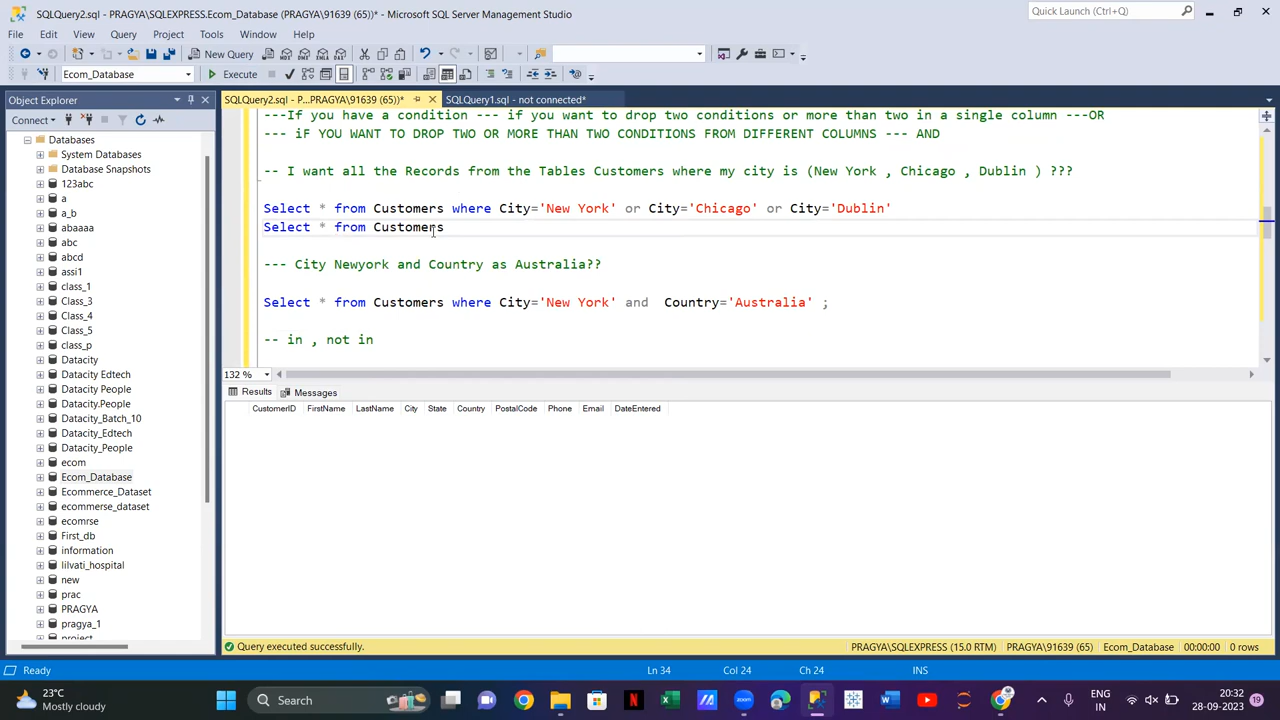 SQLQuery2.sql - PRAGYA\SQLEXPRESS.Ecom_Database (PRAGYA\91639 (65))* - Microsoft SQL Server Management Studio
Quick Launch (Ctrl+Q)
File Edit View Query Project Tools Window Help
New Query MDX DMX XMLA DAX
Ecom_Database Execute
Object Explorer
SQLQuery2.sql - P...PRAGYA\91639 (65))*
SQLQuery1.sql - not connected*
Connect
Databases
System Databases
Database Snapshots
123abc
a
a_b
abaaaa
abc
abcd
assi1
class_1
Class_3
Class_4
Class_5
class_p
Datacity
Datacity Edtech
Datacity People
Datacity.People
Datacity_Batch_10
Datacity_Edtech
Datacity_People
ecom
Ecom_Database
Ecommerce_Dataset
ecommerse_dataset
ecomrse
First_db
information
lilvati_hospital
new
prac
PRAGYA
pragya_1
project
---If you have a condition --- if you want to drop two conditions or more than two in a single column ---OR
--- iF YOU WANT TO DROP TWO OR MORE THAN TWO CONDITIONS FROM DIFFERENT COLUMNS --- AND
-- I want all the Records from the Tables Customers where my city is (New York , Chicago , Dublin ) ???
Select * from Customers where City='New York' or City='Chicago' or City='Dublin'
Select * from Customers
--- City Newyork and Country as Australia??
Select * from Customers where City='New York' and  Country='Australia' ;
-- in , not in
132 %
Results Messages
CustomerID FirstName LastName City State Country PostalCode Phone Email DateEntered
Query executed successfully.
PRAGYA\SQLEXPRESS (15.0 RTM) PRAGYA\91639 (65) Ecom_Database 00:00:00 0 rows
Ready Ln 34 Col 24 Ch 24 INS
23°C
Mostly cloudy
Search
zoom
ENG
IN
20:32
28-09-2023